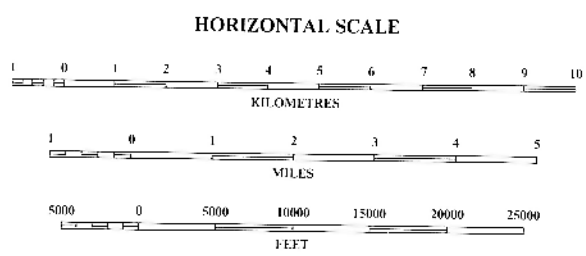 HORIZONTAL SCALE
1 0 1 2 3 4 5 6 7 8 9 10
KILOMETRES
1 0 1 2 3 4 5
MILES
5000 0 5000 10000 15000 20000 25000
FEET